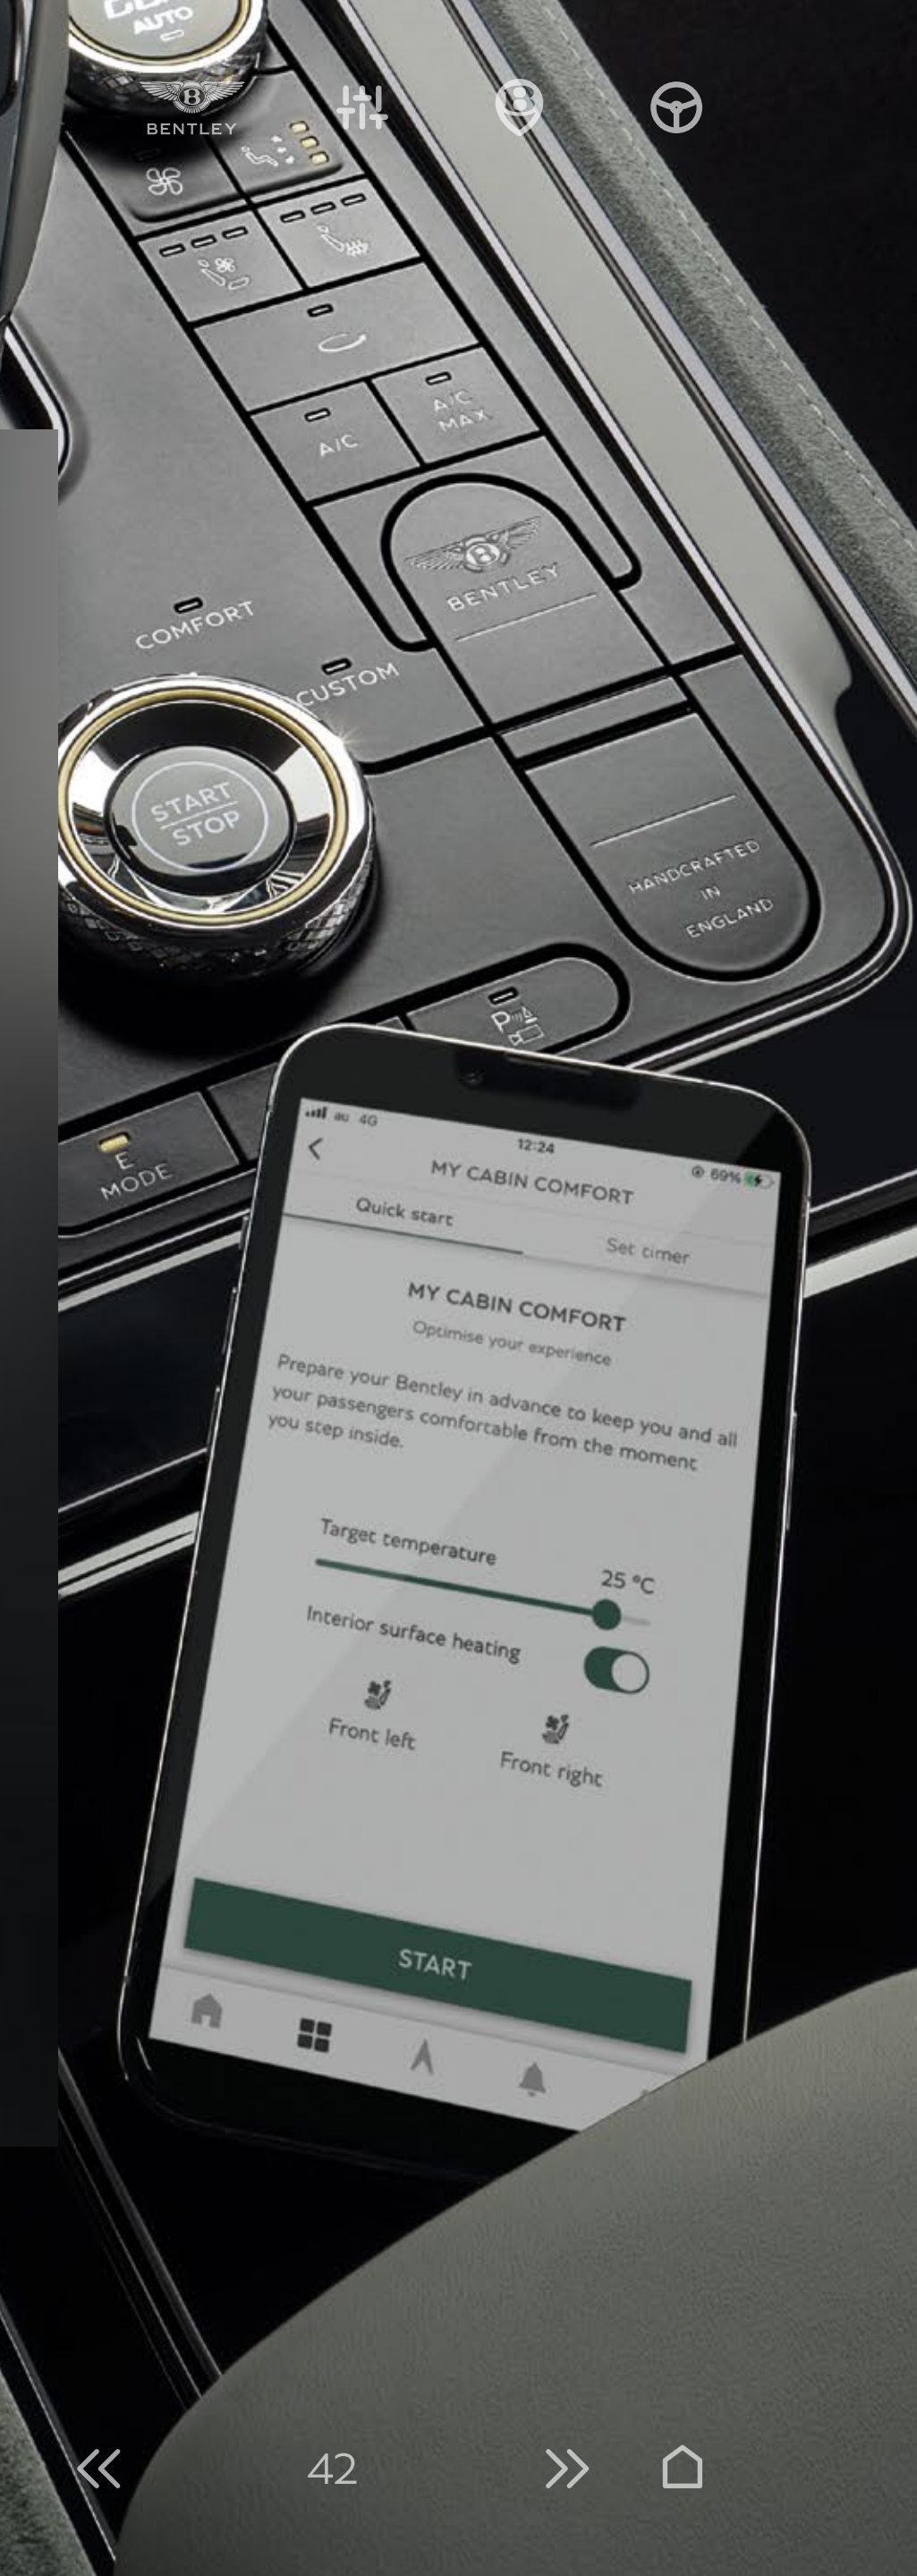 AUTO
BENTLEY
A/C
A/C
MAX
BENTLEY
COMFORT
CUSTOM
START
STOP
HANDCRAFTED
IN
ENGLAND
P
E
MODE
au 4G
12:24
69%
MY CABIN COMFORT
Quick start
Set timer
MY CABIN COMFORT
Optimise your experience
Prepare your Bentley in advance to keep you and all
your passengers comfortable from the moment
you step inside.
Target temperature
25 °C
Interior surface heating
Front left
Front right
START
42